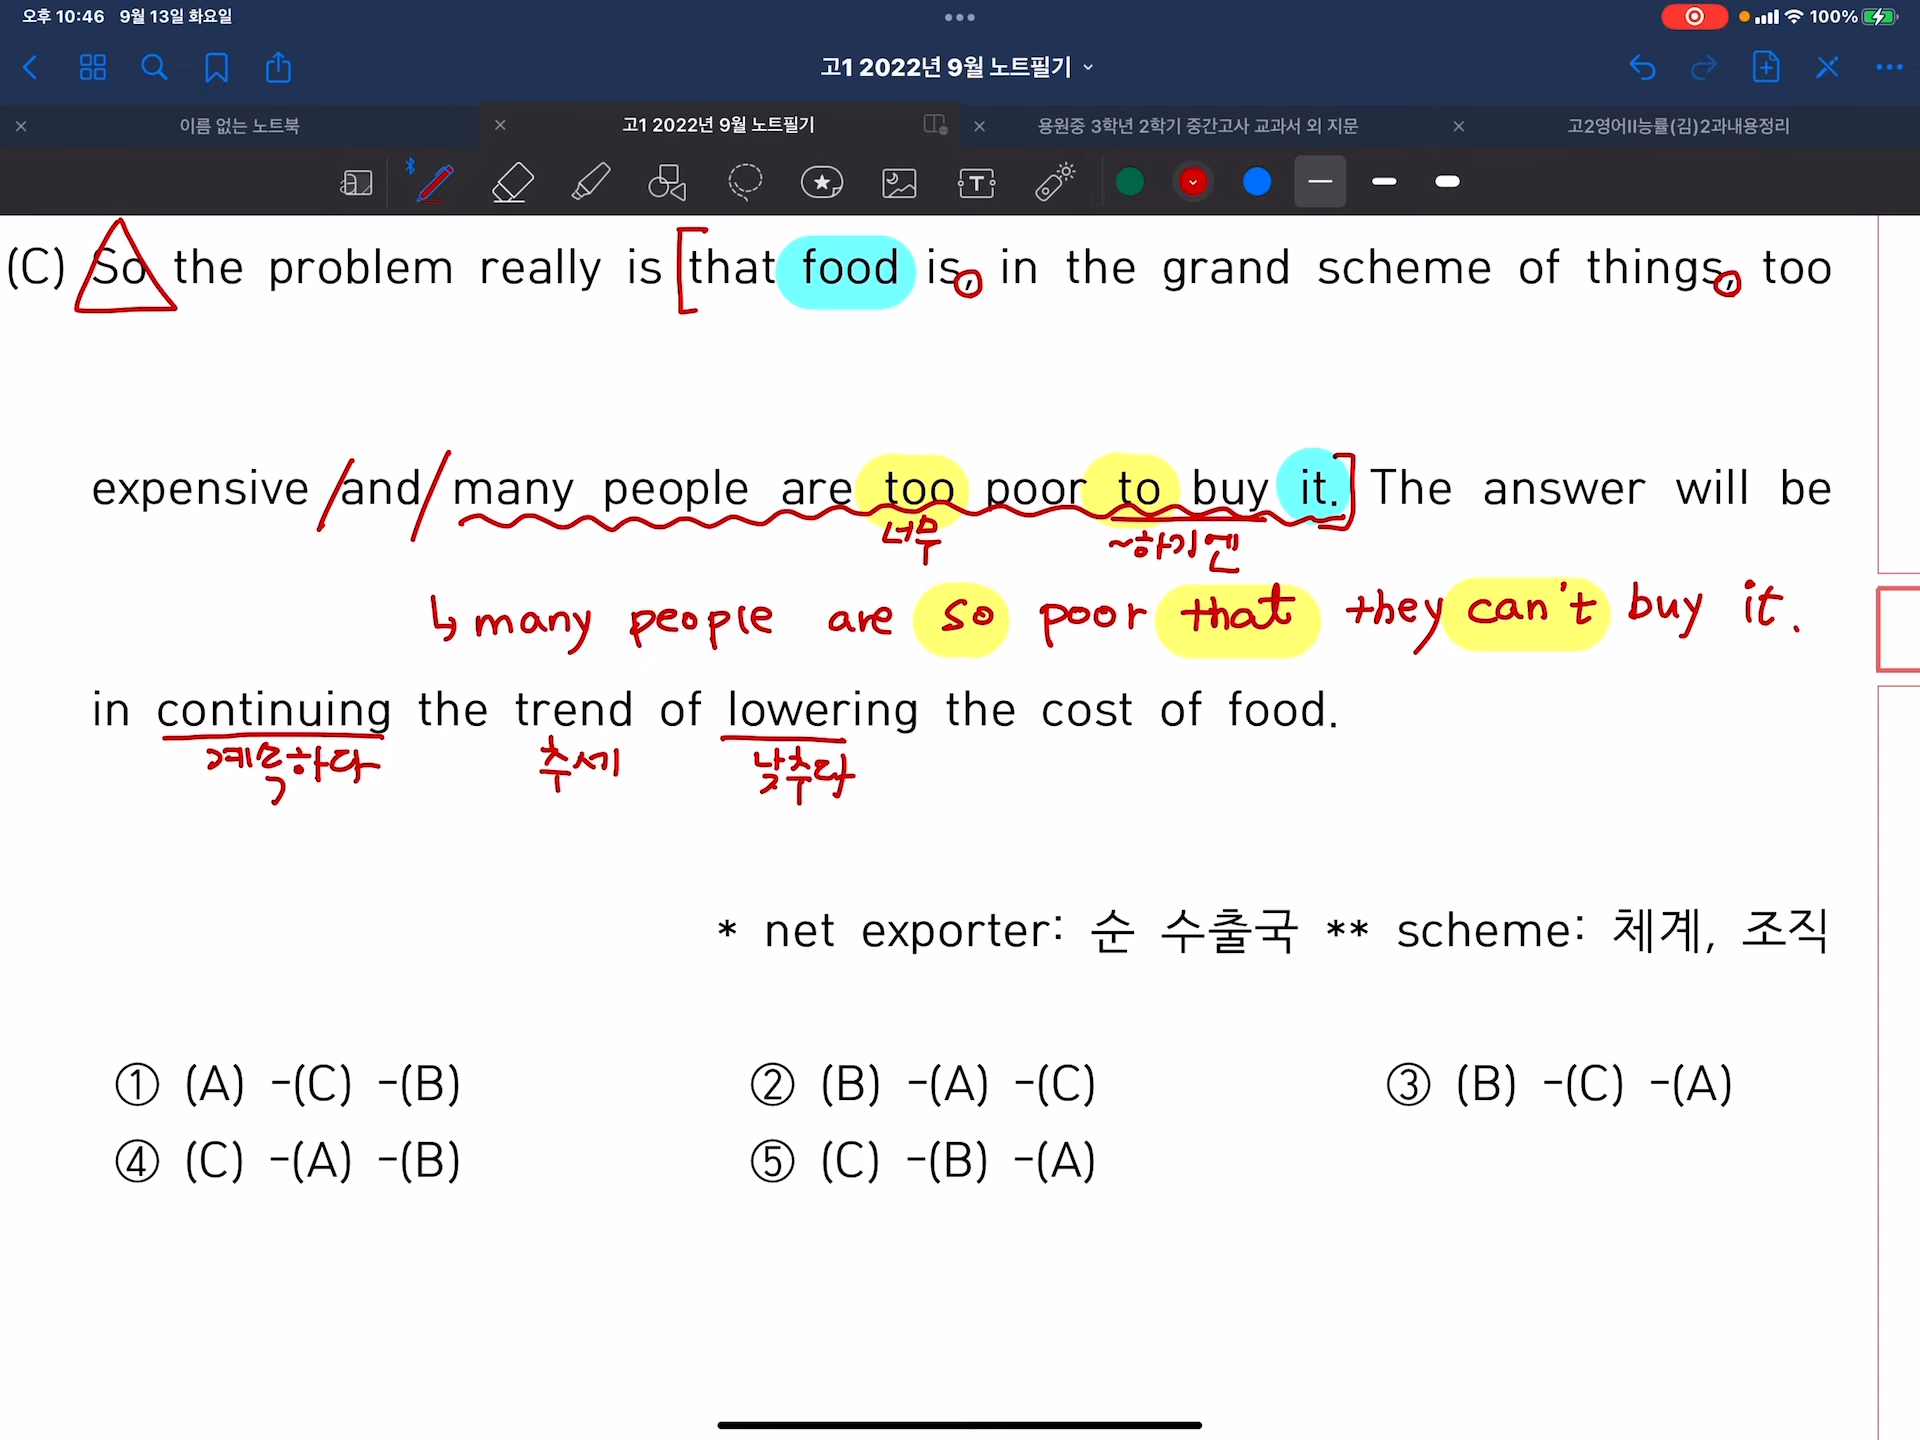 오후 10:46 9월 13일 화요일
100%
고1 2022년 9월 노트필기
이름 없는 노트북
고1 2022년 9월 노트필기
용원중 3학년 2학기 중간고사 교과서 외 지문
고2영어II능률(김)2과내용정리
(C) So the problem really is that food is, in the grand scheme of things, too
expensive and many people are too poor to buy it. The answer will be
너무 ~하기엔
↳ many people are so poor that they can't buy it.
in continuing the trend of lowering the cost of food.
계속하다 추세 낮추다
* net exporter: 순 수출국 ** scheme: 체계, 조직
① (A) -(C) -(B) ② (B) -(A) -(C) ③ (B) -(C) -(A)
④ (C) -(A) -(B) ⑤ (C) -(B) -(A)